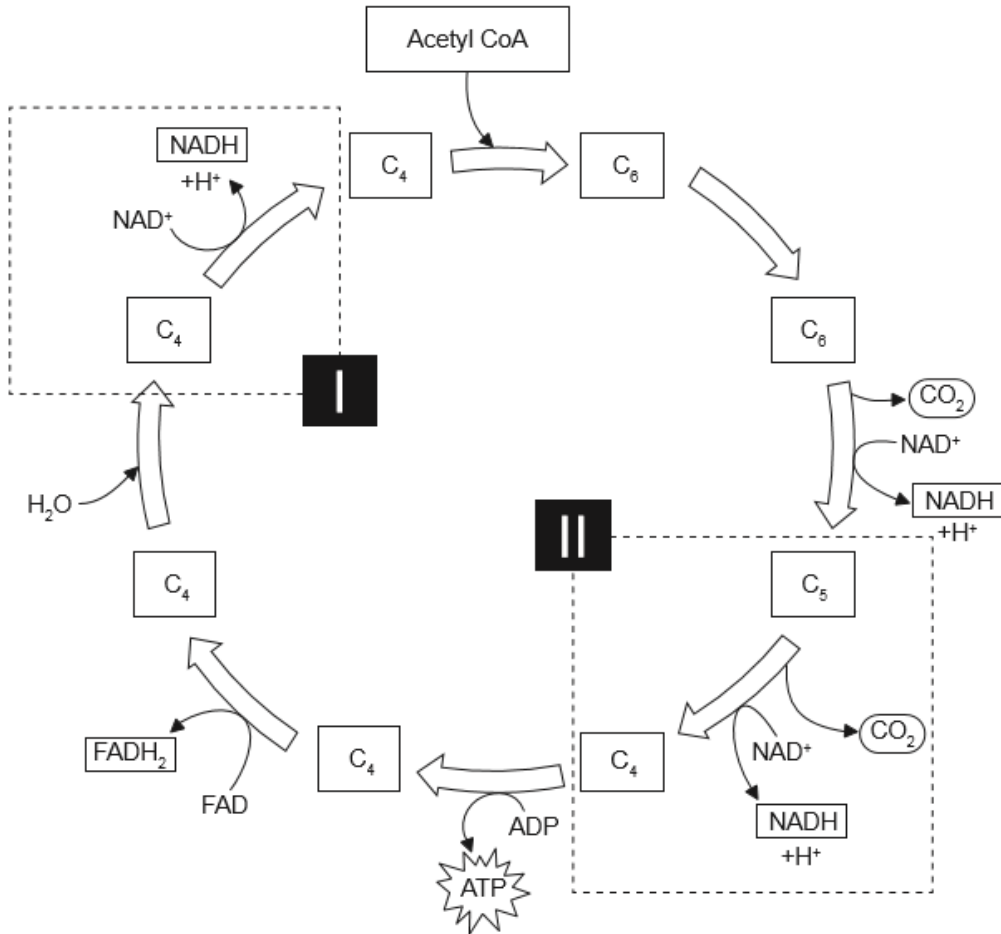 Acetyl CoA
NADH
+H⁺
NAD⁺
C₄
C₆
C₄
I
C₆
CO₂
NAD⁺
NADH
+H⁺
H₂O
II
C₄
C₅
CO₂
NAD⁺
NADH
+H⁺
C₄
C₄
ADP
ATP
FADH₂
FAD